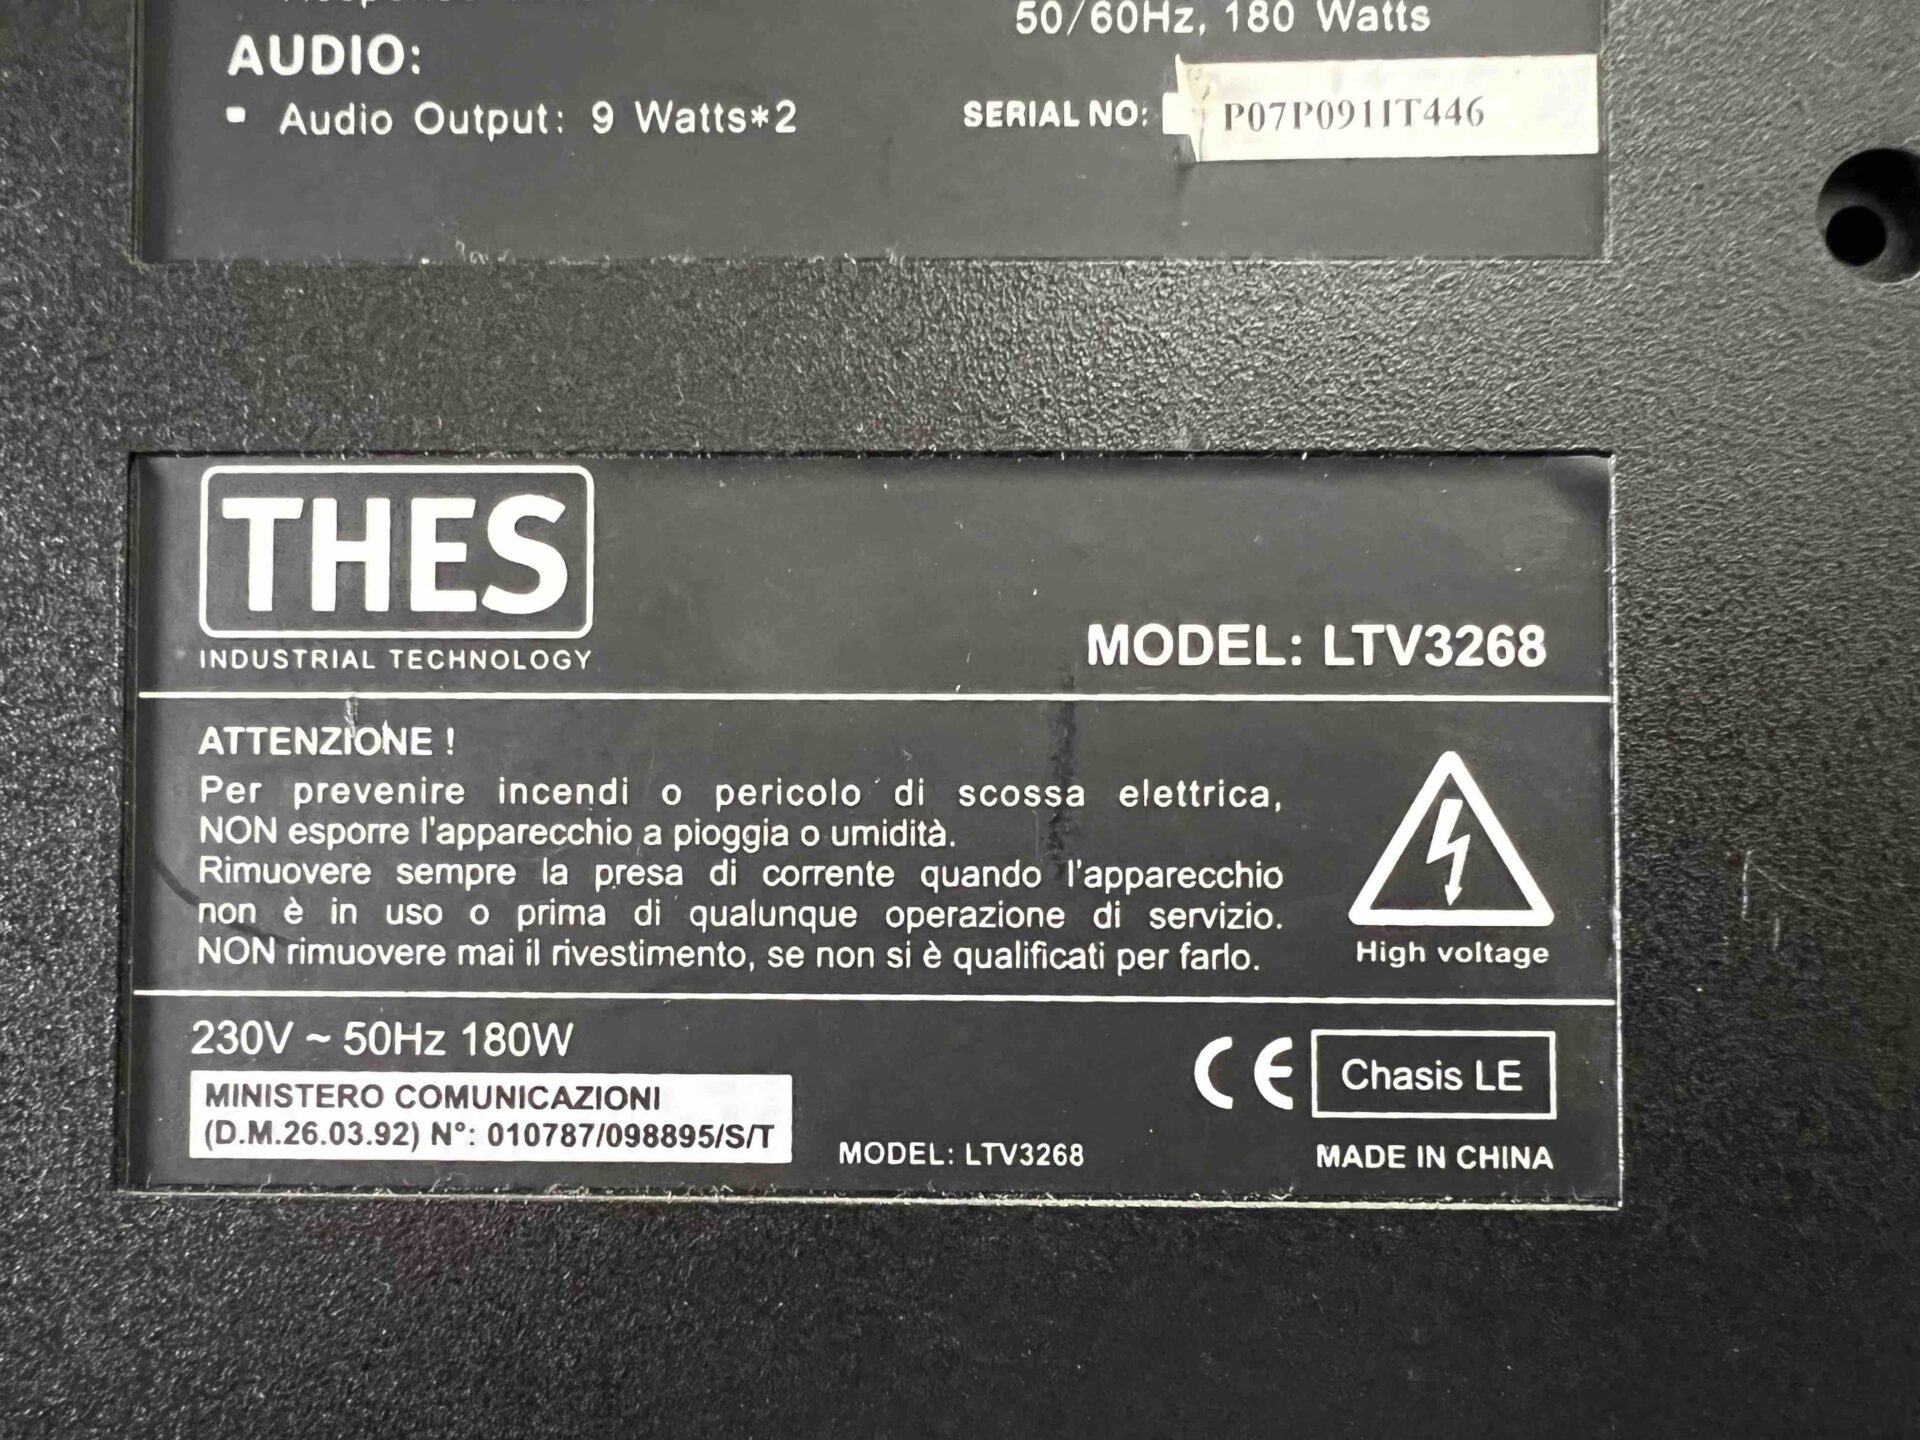 50/60Hz, 180 Watts
AUDIO:
▪ Audio Output: 9 Watts*2
SERIAL NO: P07P091IT446
THES
INDUSTRIAL TECHNOLOGY
MODEL: LTV3268
ATTENZIONE !
Per prevenire incendi o pericolo di scossa elettrica,
NON esporre l'apparecchio a pioggia o umidità.
Rimuovere sempre la presa di corrente quando l'apparecchio
non è in uso o prima di qualunque operazione di servizio.
NON rimuovere mai il rivestimento, se non si è qualificati per farlo.
High voltage
230V ~ 50Hz 180W
MINISTERO COMUNICAZIONI
(D.M.26.03.92) N°: 010787/098895/S/T
MODEL: LTV3268
CE
Chasis LE
MADE IN CHINA